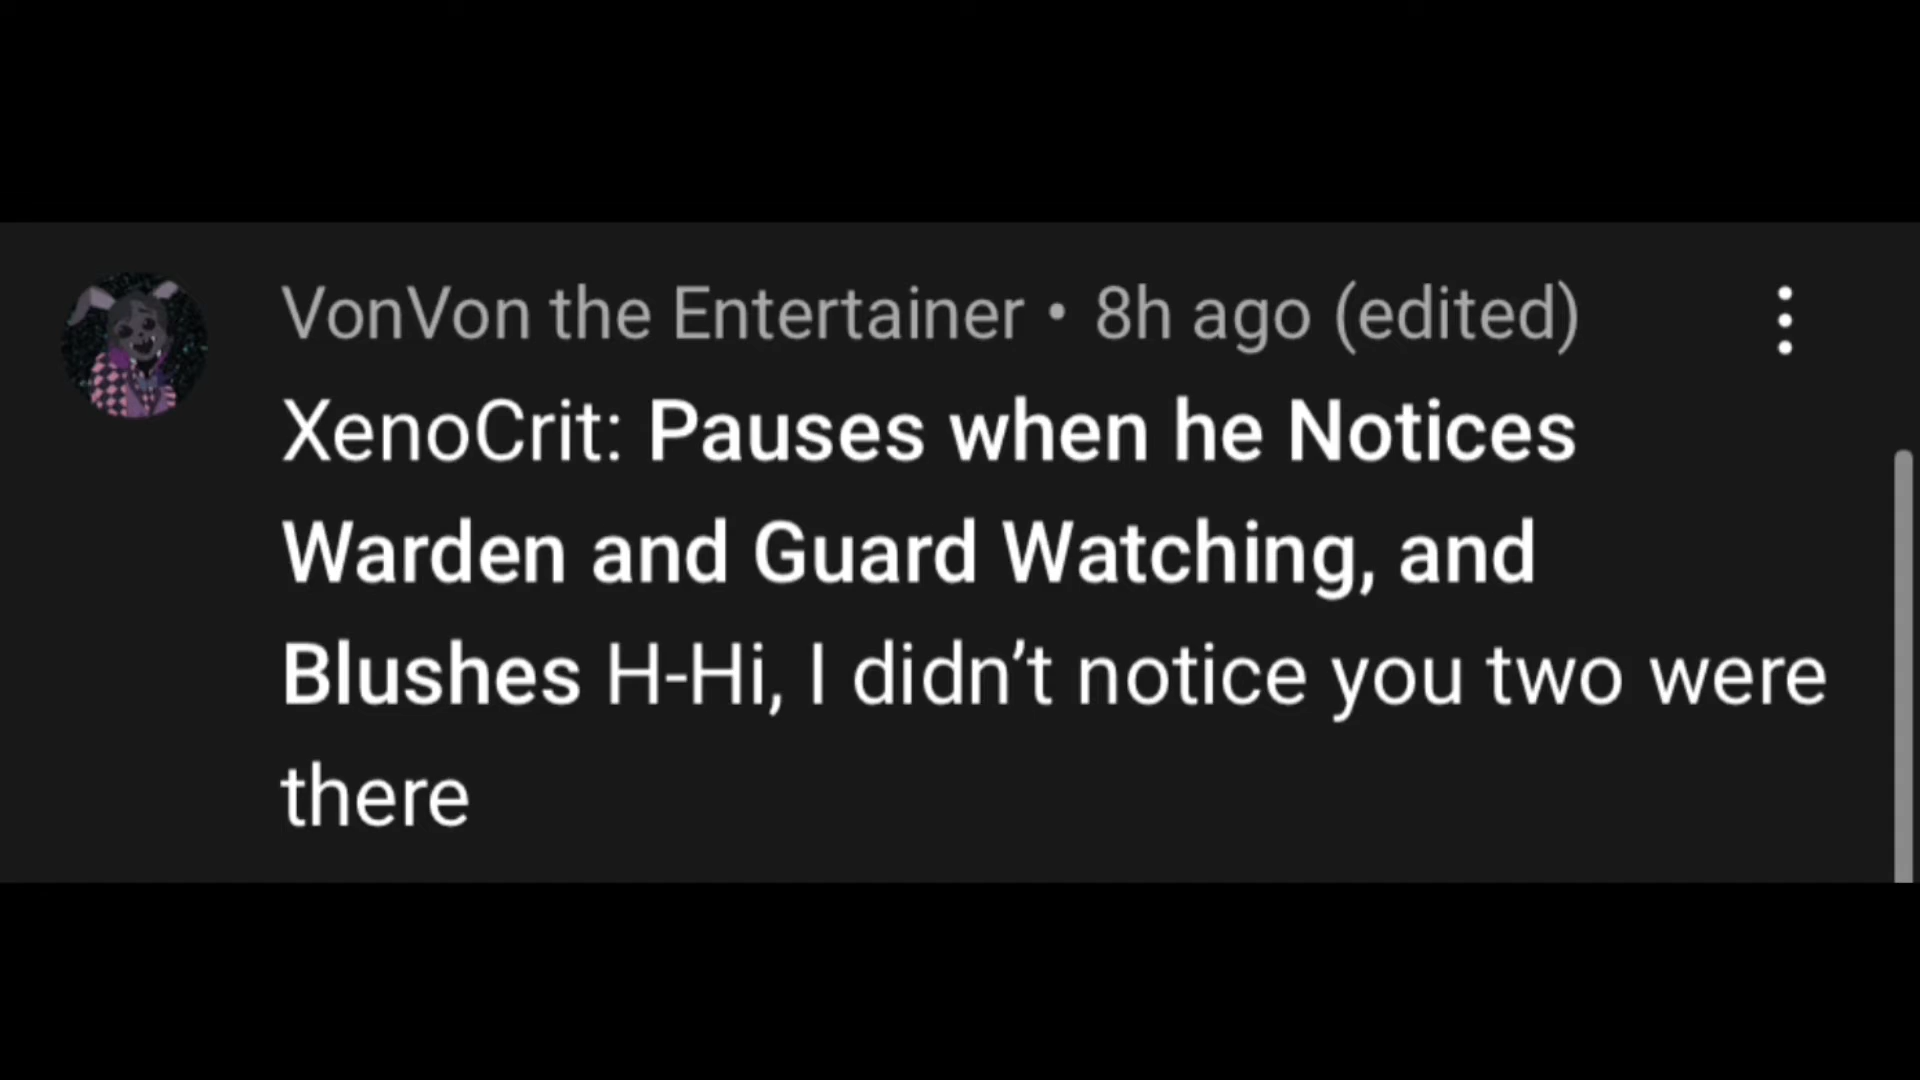 VonVon the Entertainer • 8h ago (edited)
XenoCrit: Pauses when he Notices
Warden and Guard Watching, and
Blushes H-Hi, I didn’t notice you two were
there